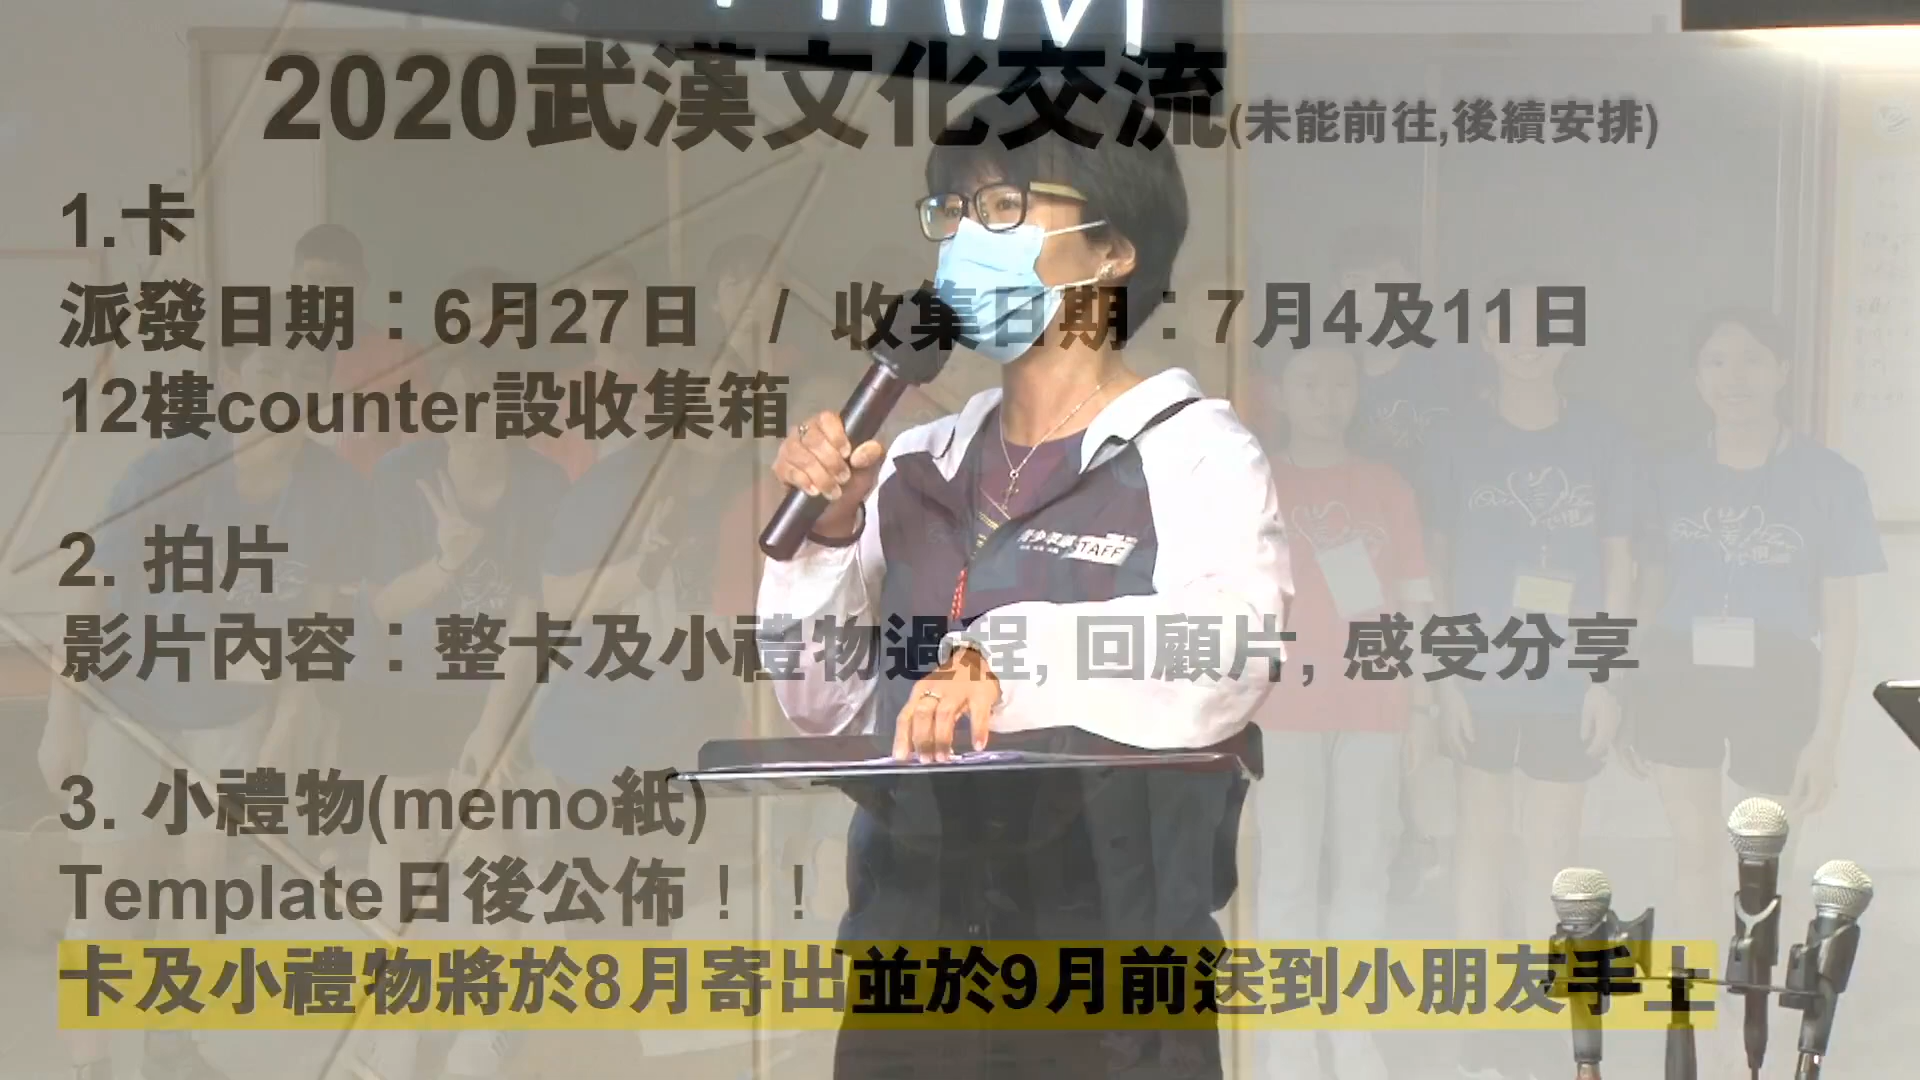 2020武漢文化交流(未能前往,後續安排)
1.卡
派發日期：6月27日 / 收集日期：7月4及11日
12樓counter設收集箱
2. 拍片
影片內容：整卡及小禮物過程, 回顧片, 感受分享
3. 小禮物(memo紙)
Template日後公佈！！
卡及小禮物將於8月寄出並於9月前送到小朋友手上
STAFF